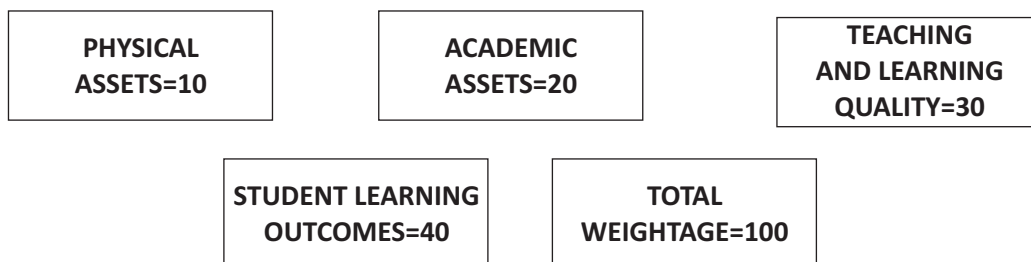 PHYSICAL
ASSETS=10
ACADEMIC
ASSETS=20
TEACHING
AND LEARNING
QUALITY=30
STUDENT LEARNING
OUTCOMES=40
TOTAL
WEIGHTAGE=100